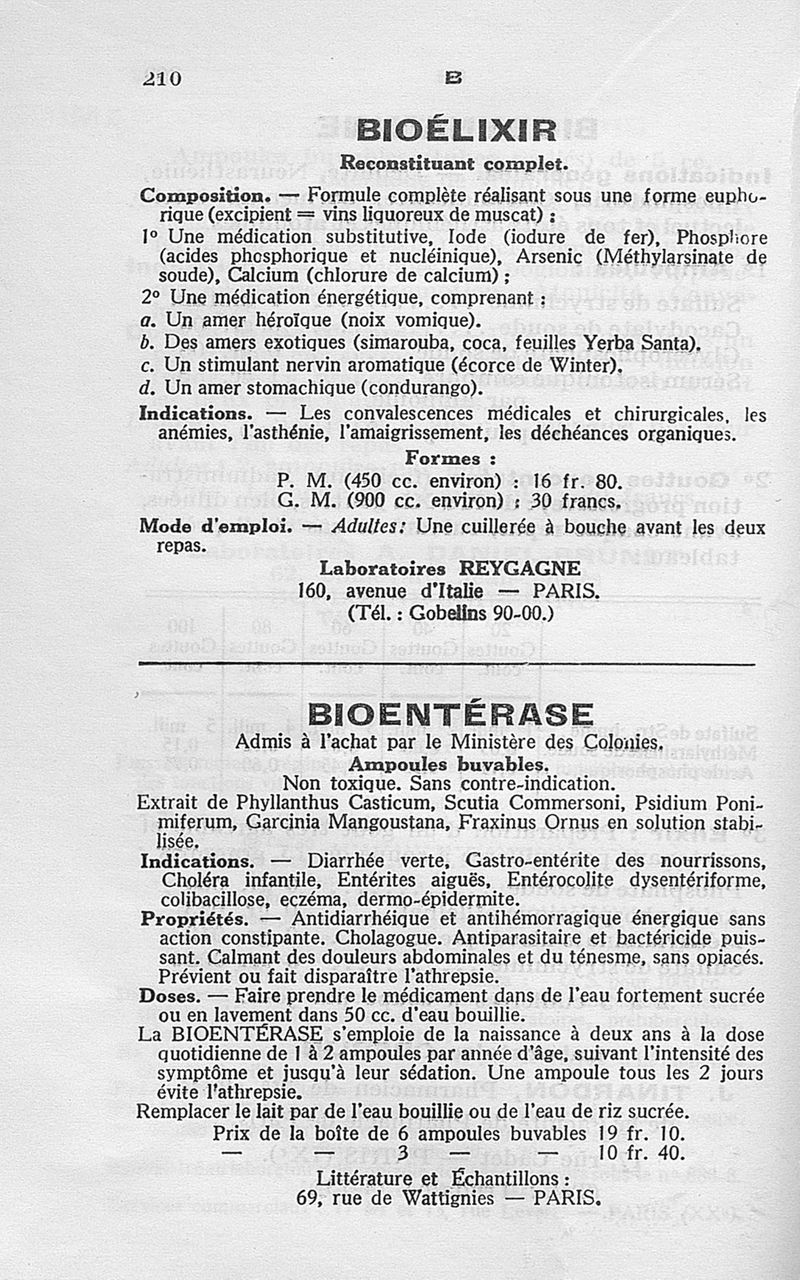 210
B
BIOÉLIXIR
Reconstituant complet.
Composition. — Formule complète réalisant sous une forme eupho-
rique (excipient = vins liquoreux de muscat) :
1° Une médication substitutive, Iode (iodure de fer), Phosphore
(acides phosphorique et nucléinique), Arsenic (Méthylarsinate de
soude), Calcium (chlorure de calcium) ;
2° Une médication énergétique, comprenant :
a. Un amer héroïque (noix vomique).
b. Des amers exotiques (simarouba, coca, feuilles Yerba Santa).
c. Un stimulant nervin aromatique (écorce de Winter).
d. Un amer stomachique (condurango).
Indications. — Les convalescences médicales et chirurgicales, les
anémies, l'asthénie, l'amaigrissement, les déchéances organiques.
Formes :
P. M. (450 cc. environ) : 16 fr. 80.
G. M. (900 cc. environ) : 30 francs.
Mode d'emploi. — Adultes: Une cuillerée à bouche avant les deux
repas.
Laboratoires REYGAGNE
160, avenue d'Italie — PARIS.
(Tél. : Gobelins 90-00.)
BIOENTÉRASE
Admis à l'achat par le Ministère des Colonies.
Ampoules buvables.
Non toxique. Sans contre-indication.
Extrait de Phyllanthus Casticum, Scutia Commersoni, Psidium Poni-
miferum, Garcinia Mangoustana, Fraxinus Ornus en solution stabi-
lisée.
Indications. — Diarrhée verte, Gastro-entérite des nourrissons,
Choléra infantile, Entérites aiguës, Entérocolite dysentériforme,
colibacillose, eczéma, dermo-épidermite.
Propriétés. — Antidiarrhéique et antihémorragique énergique sans
action constipante. Cholagogue. Antiparasitaire et bactéricide puis-
sant. Calmant des douleurs abdominales et du ténesme, sans opiacés.
Prévient ou fait disparaître l'athrepsie.
Doses. — Faire prendre le médicament dans de l'eau fortement sucrée
ou en lavement dans 50 cc. d'eau bouillie.
La BIOENTÉRASE s'emploie de la naissance à deux ans à la dose
quotidienne de 1 à 2 ampoules par année d'âge, suivant l'intensité des
symptôme et jusqu'à leur sédation. Une ampoule tous les 2 jours
évite l'athrepsie.
Remplacer le lait par de l'eau bouillie ou de l'eau de riz sucrée.
Prix de la boîte de 6 ampoules buvables 19 fr. 10.
— — 3 — — 10 fr. 40.
Littérature et Échantillons :
69, rue de Wattignies — PARIS.